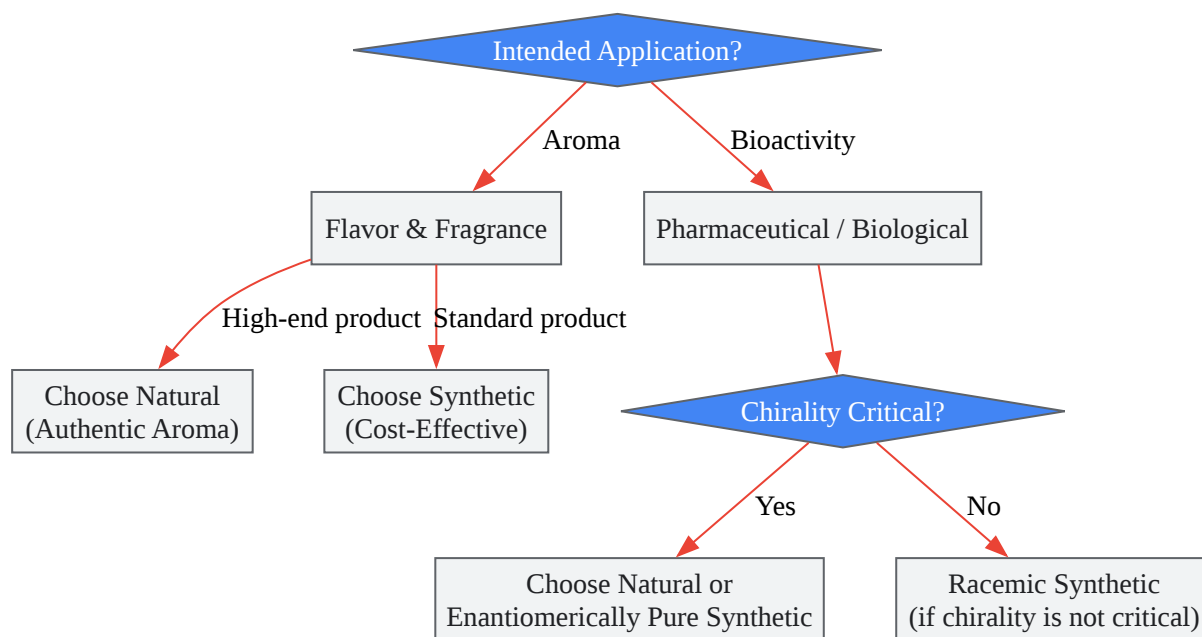 Intended Application?
Aroma
Bioactivity
Flavor & Fragrance
Pharmaceutical / Biological
High-end product
Standard product
Choose Natural
(Authentic Aroma)
Choose Synthetic
(Cost-Effective)
Chirality Critical?
Yes
No
Choose Natural or
Enantiomerically Pure Synthetic
Racemic Synthetic
(if chirality is not critical)